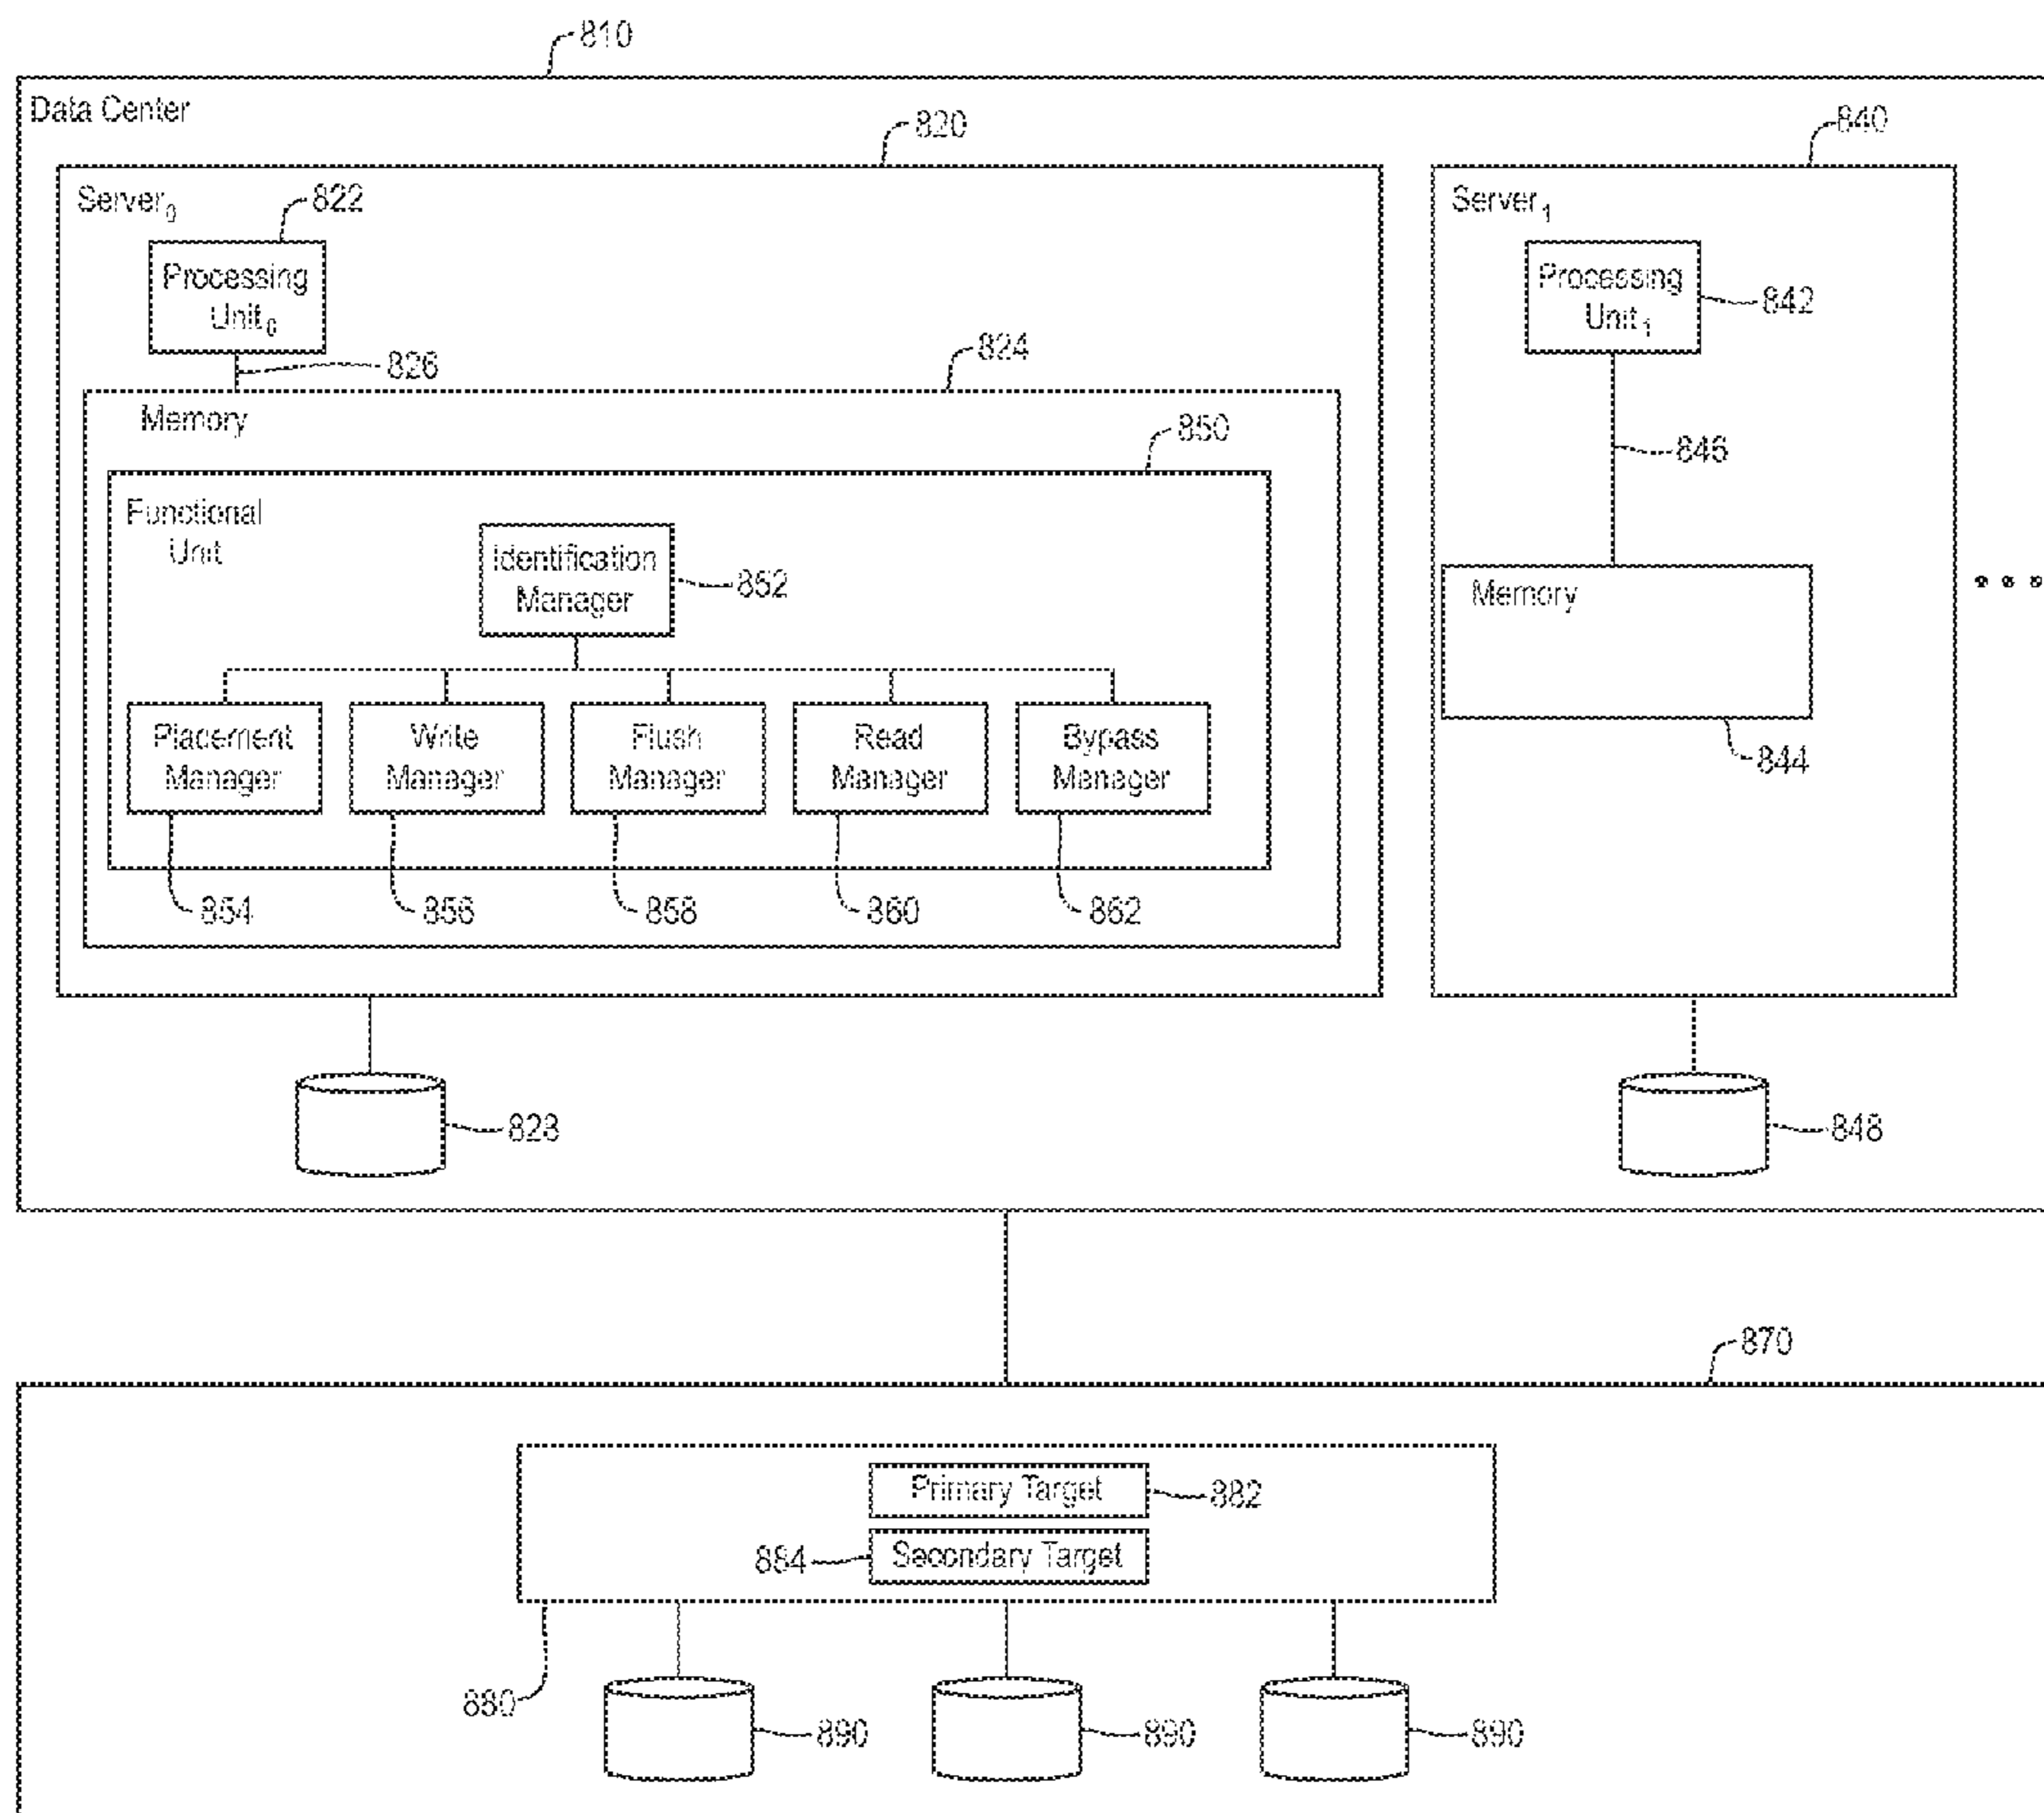 810
Data Center
820
840
Server0
822
Server1
Processing
Unit0
Processing
Unit1
842
824
826
Memory
850
846
Functional
Unit
Identification
Manager
852
Memory
Placement
Manager
Write
Manager
Flush
Manager
Read
Manager
Bypass
Manager
844
854
856
858
860
862
828
848
870
Primary Target
882
884
Secondary Target
880
890
890
890